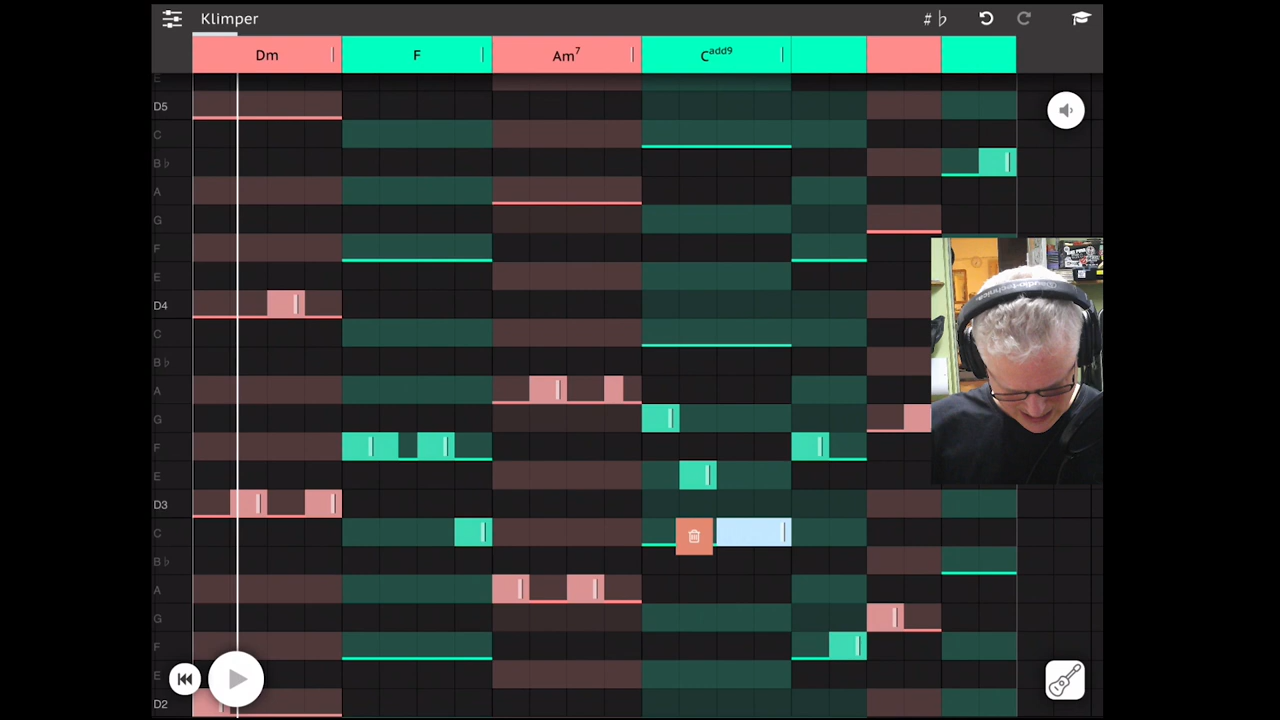 Klimper
# ♭
Dm
F
Am7
Cadd9
E
D5
C
B♭
A
G
F
E
D4
C
B♭
A
G
F
E
D3
C
B♭
A
G
F
E
D2